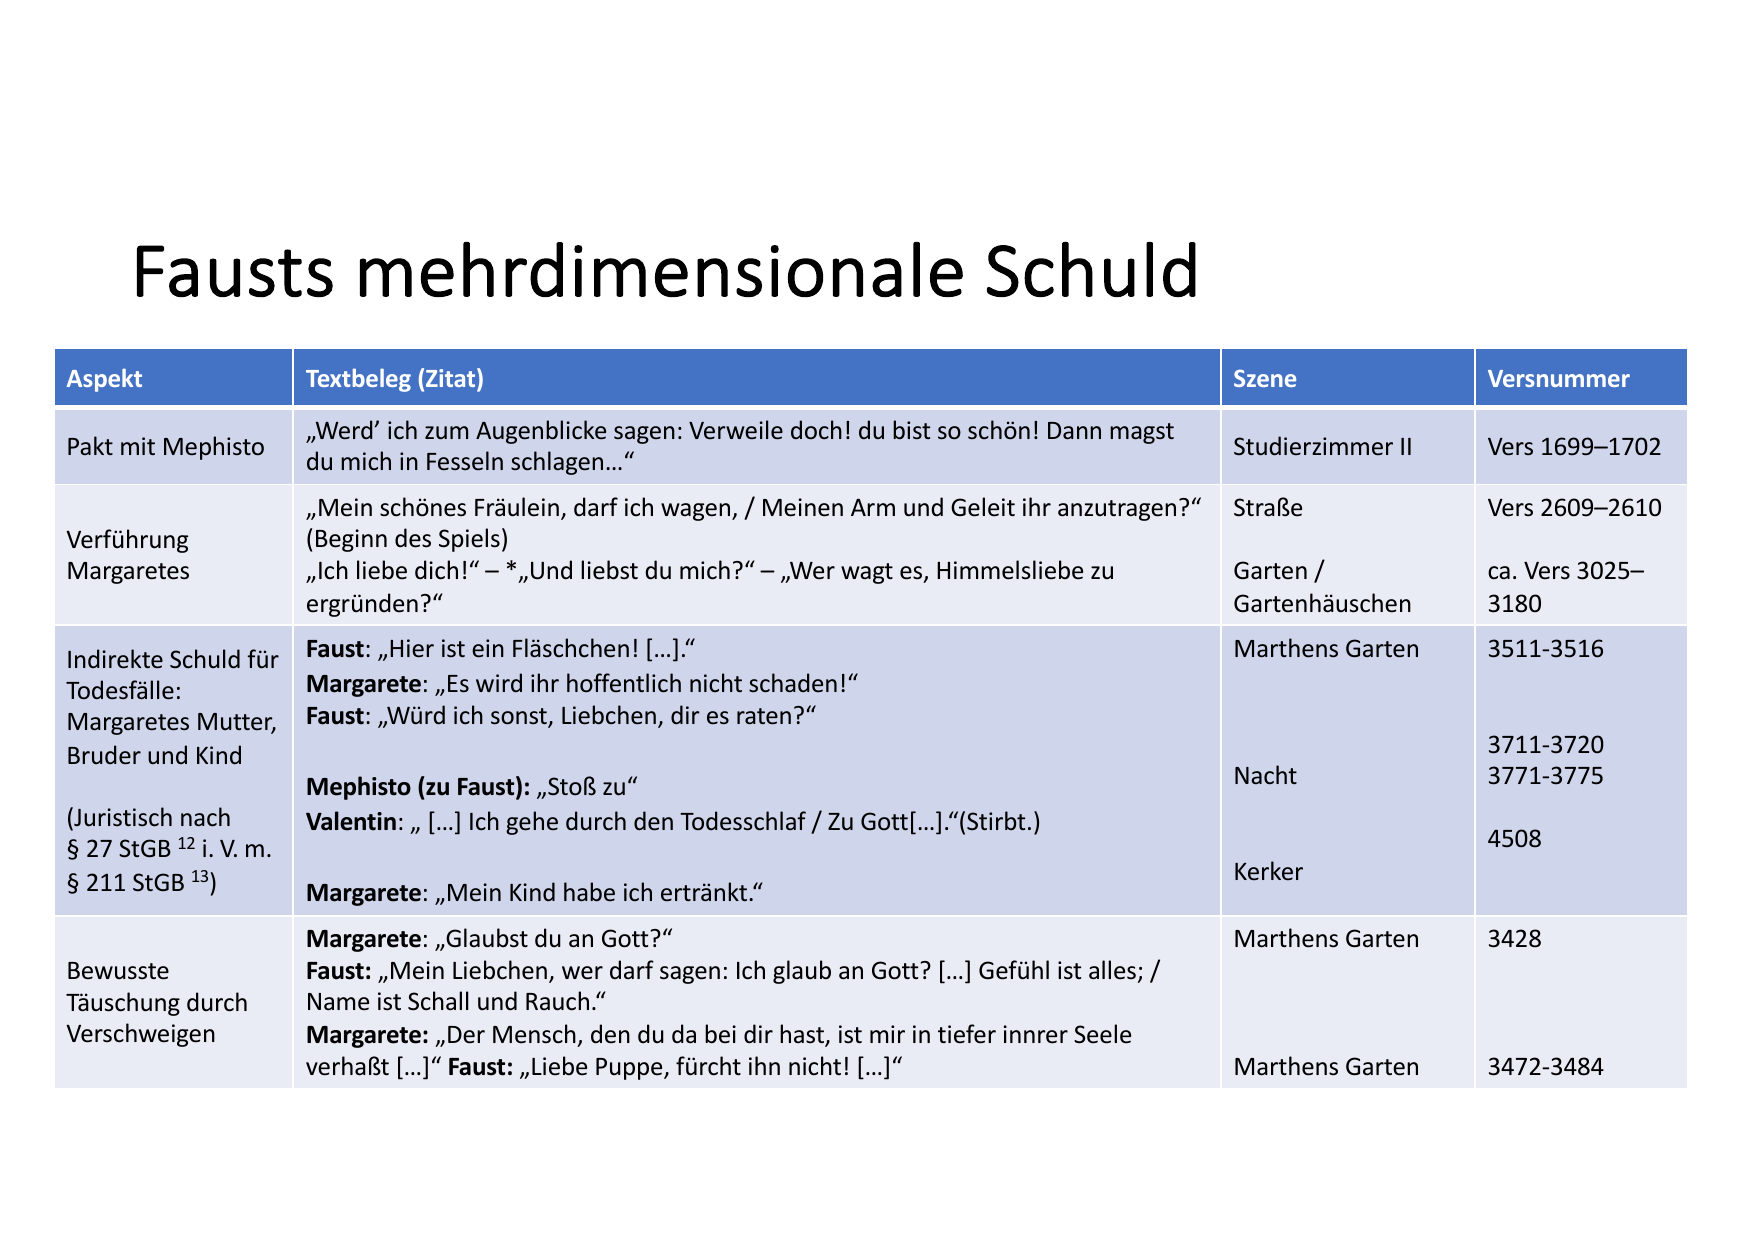 Fausts mehrdimensionale Schuld
Aspekt
Textbeleg (Zitat)
Szene
Versnummer
Pakt mit Mephisto
„Werd’ ich zum Augenblicke sagen: Verweile doch! du bist so schön! Dann magst
du mich in Fesseln schlagen…“
Studierzimmer II
Vers 1699–1702
Verführung
Margaretes
„Mein schönes Fräulein, darf ich wagen, / Meinen Arm und Geleit ihr anzutragen?“
(Beginn des Spiels)
„Ich liebe dich!“ – *„Und liebst du mich?“ – „Wer wagt es, Himmelsliebe zu
ergründen?“
Straße
Garten /
Gartenhäuschen
Vers 2609–2610
ca. Vers 3025–
3180
Indirekte Schuld für
Todesfälle:
Margaretes Mutter,
Bruder und Kind
(Juristisch nach
§ 27 StGB 12 i. V. m.
§ 211 StGB 13)
Faust: „Hier ist ein Fläschchen! […].“
Margarete: „Es wird ihr hoffentlich nicht schaden!“
Faust: „Würd ich sonst, Liebchen, dir es raten?“
Mephisto (zu Faust): „Stoß zu“
Valentin: „ […] Ich gehe durch den Todesschlaf / Zu Gott[…].“(Stirbt.)
Margarete: „Mein Kind habe ich ertränkt.“
Marthens Garten
Nacht
Kerker
3511-3516
3711-3720
3771-3775
4508
Bewusste
Täuschung durch
Verschweigen
Margarete: „Glaubst du an Gott?“
Faust: „Mein Liebchen, wer darf sagen: Ich glaub an Gott? […] Gefühl ist alles; /
Name ist Schall und Rauch.“
Margarete: „Der Mensch, den du da bei dir hast, ist mir in tiefer innrer Seele
verhaßt […]“ Faust: „Liebe Puppe, fürcht ihn nicht! […]“
Marthens Garten
Marthens Garten
3428
3472-3484